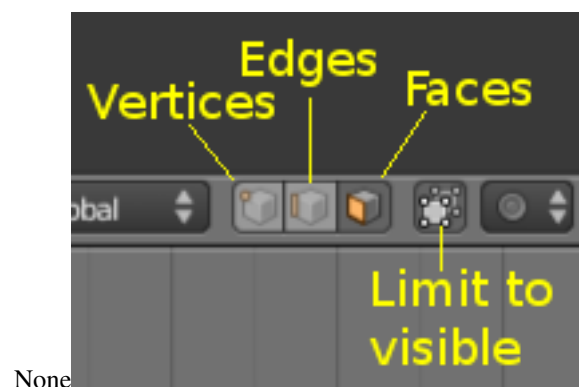 Edges
Vertices
Faces
obal
Limit to
visible
None